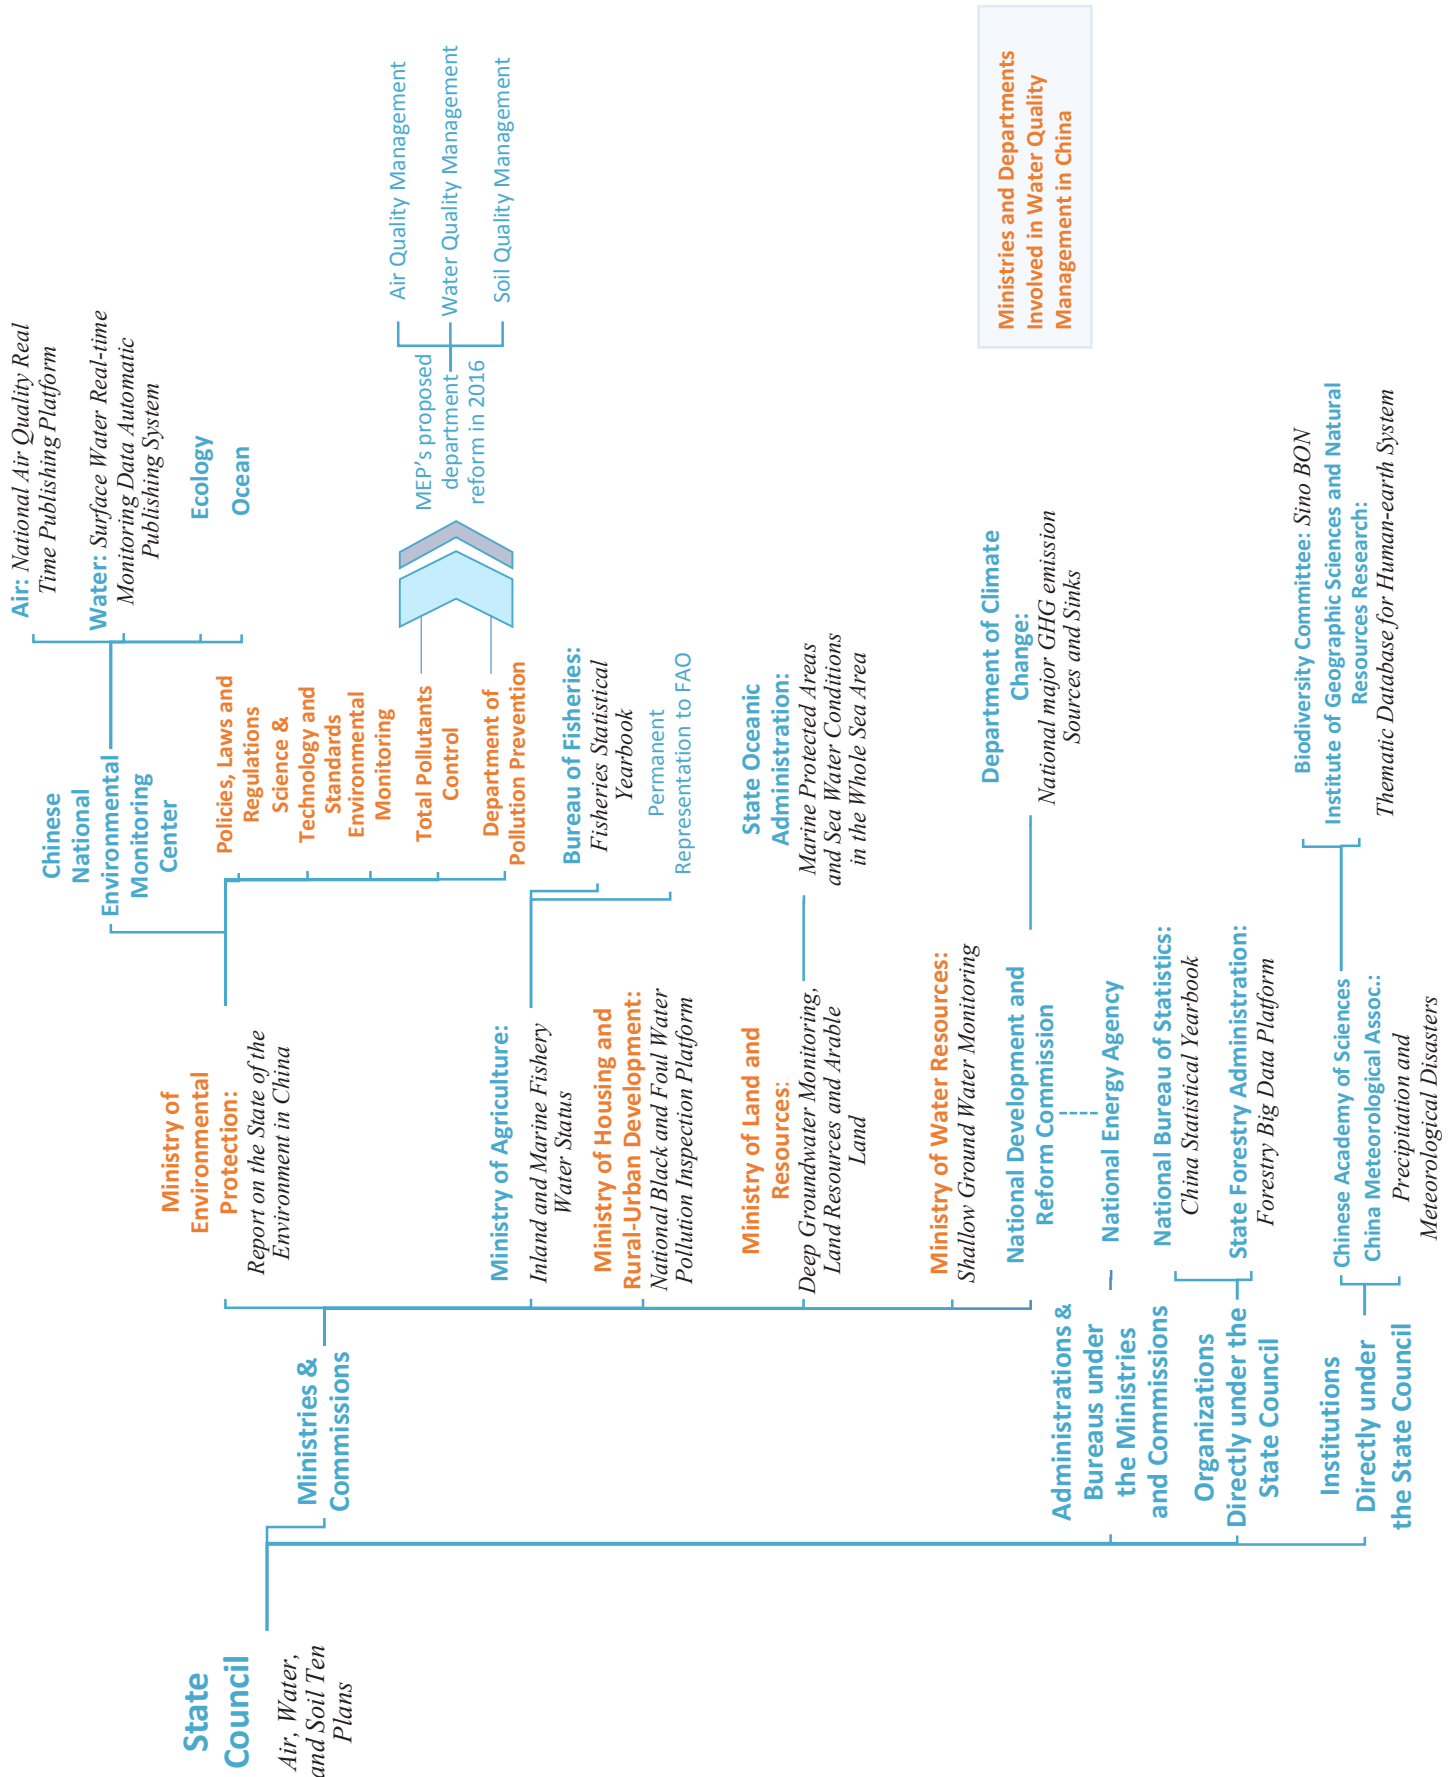 State
Council
Air, Water,
and Soil Ten
Plans
Ministries &
Commissions
Administrations &
Bureaus under
the Ministries
and Commissions
Organizations
Directly under the
State Council
Institutions
Directly under
the State Council
Ministry of
Environmental
Protection:
Report on the State of the
Environment in China
Ministry of Agriculture:
Inland and Marine Fishery
Water Status
Ministry of Housing and
Rural-Urban Development:
National Black and Foul Water
Pollution Inspection Platform
Ministry of Land and
Resources:
Deep Groundwater Monitoring,
Land Resources and Arable
Land
Ministry of Water Resources:
Shallow Ground Water Monitoring
National Development and
Reform Commission
National Energy Agency
National Bureau of Statistics:
China Statistical Yearbook
State Forestry Administration:
Forestry Big Data Platform
Chinese Academy of Sciences
China Meteorological Assoc.:
Precipitation and
Meteorological Disasters
Chinese
National
Environmental
Monitoring
Center
Policies, Laws and
Regulations
Science &
Technology and
Standards
Environmental
Monitoring
Total Pollutants
Control
Department of
Pollution Prevention
Bureau of Fisheries:
Fisheries Statistical
Yearbook
Permanent
Representation to FAO
State Oceanic
Administration:
Marine Protected Areas
and Sea Water Conditions
in the Whole Sea Area
Department of Climate
Change:
National major GHG emission
Sources and Sinks
Biodiversity Committee: Sino BON
Institute of Geographic Sciences and Natural
Resources Research:
Thematic Database for Human-earth System
Air: National Air Quality Real
Time Publishing Platform
Water: Surface Water Real-time
Monitoring Data Automatic
Publishing System
Ecology
Ocean
MEP's proposed
department
reform in 2016
Air Quality Management
Water Quality Management
Soil Quality Management
Ministries and Departments
Involved in Water Quality
Management in China